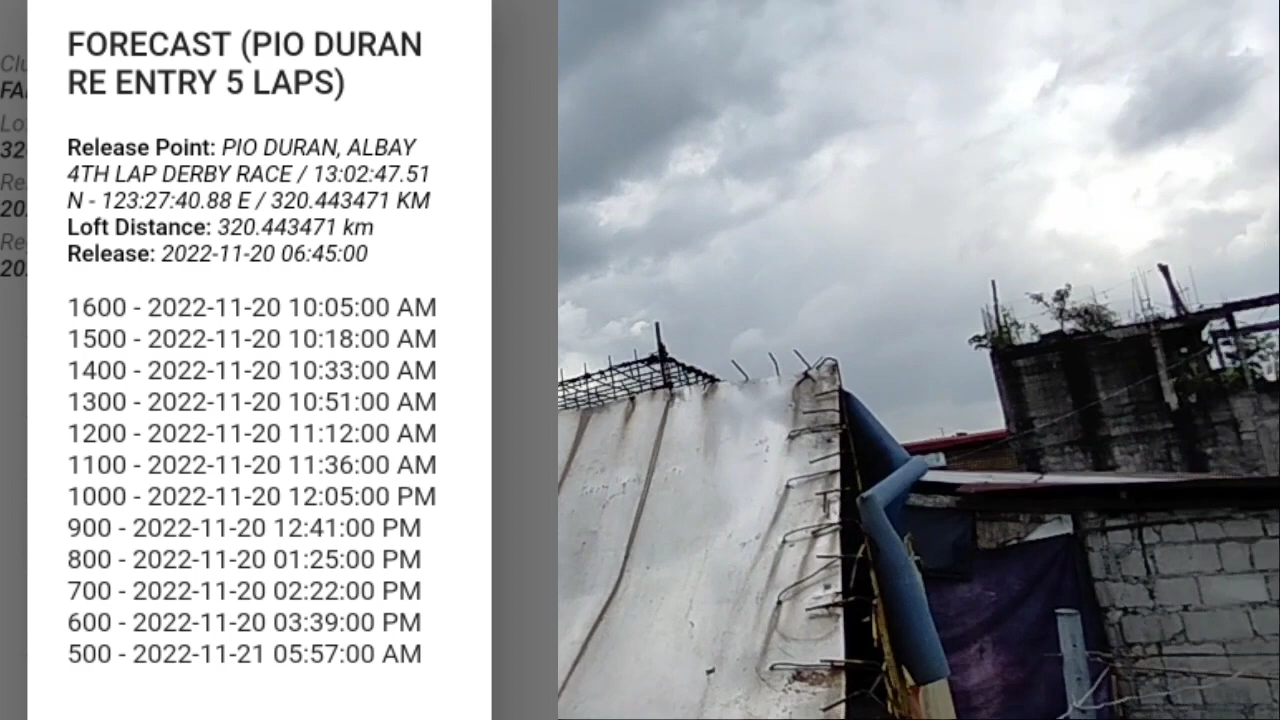 FORECAST (PIO DURAN
RE ENTRY 5 LAPS)
Release Point: PIO DURAN, ALBAY
4TH LAP DERBY RACE / 13:02:47.51
N - 123:27:40.88 E / 320.443471 KM
Loft Distance: 320.443471 km
Release: 2022-11-20 06:45:00
1600 - 2022-11-20 10:05:00 AM
1500 - 2022-11-20 10:18:00 AM
1400 - 2022-11-20 10:33:00 AM
1300 - 2022-11-20 10:51:00 AM
1200 - 2022-11-20 11:12:00 AM
1100 - 2022-11-20 11:36:00 AM
1000 - 2022-11-20 12:05:00 PM
900 - 2022-11-20 12:41:00 PM
800 - 2022-11-20 01:25:00 PM
700 - 2022-11-20 02:22:00 PM
600 - 2022-11-20 03:39:00 PM
500 - 2022-11-21 05:57:00 AM